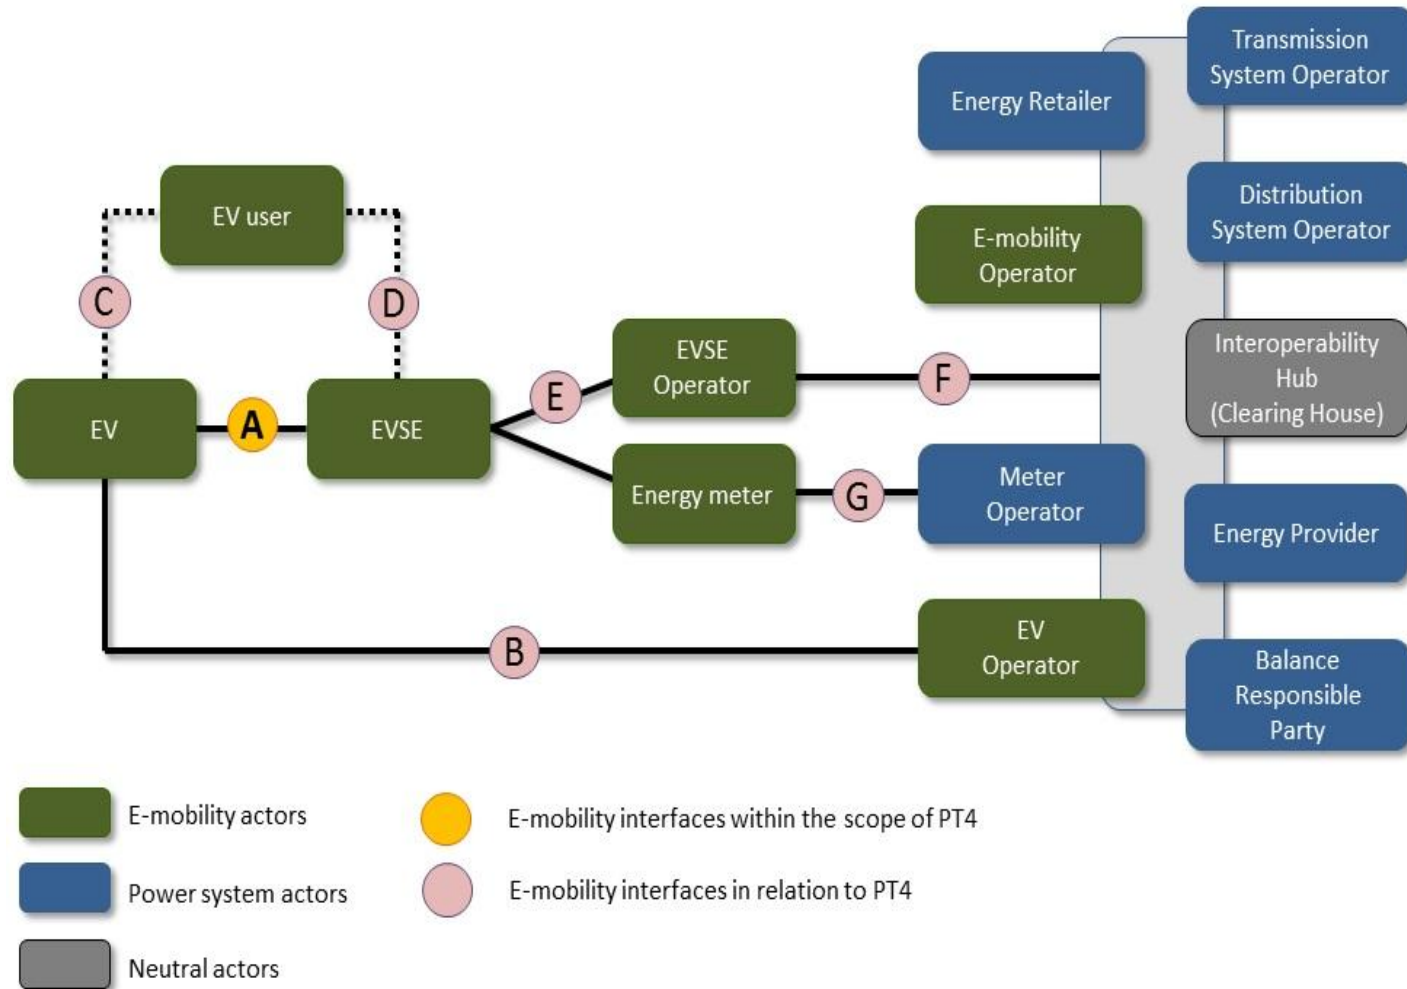 Transmission
System Operator
Energy Retailer
EV user
Distribution
System Operator
E-mobility
Operator
C
D
EVSE
Operator
Interoperability
Hub
(Clearing House)
E
F
EV
A
EVSE
Energy meter
G
Meter
Operator
Energy Provider
B
EV
Operator
Balance
Responsible
Party
E-mobility actors
E-mobility interfaces within the scope of PT4
Power system actors
E-mobility interfaces in relation to PT4
Neutral actors